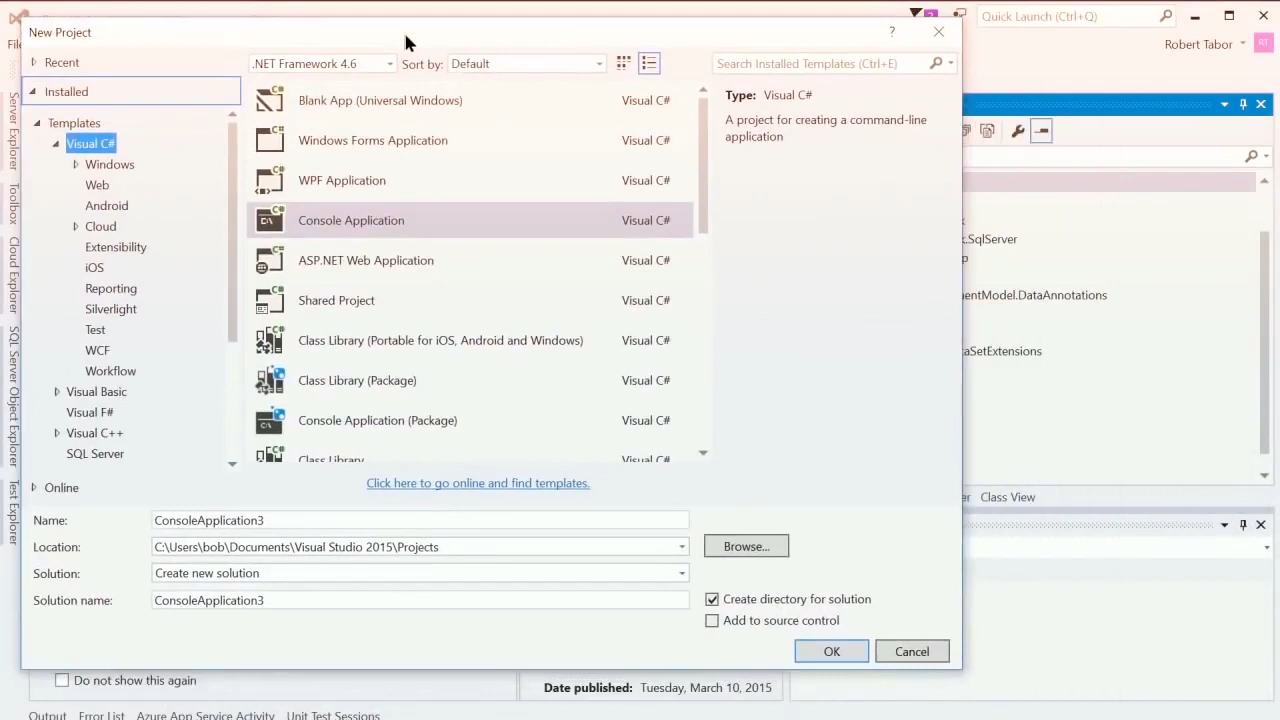 New Project
?
Quick Launch (Ctrl+Q)
Robert Tabor
RT
Recent
.NET Framework 4.6
Sort by:
Default
Search Installed Templates (Ctrl+E)
Installed
Templates
Visual C#
Windows
Web
Android
Cloud
Extensibility
iOS
Reporting
Silverlight
Test
WCF
Workflow
Visual Basic
Visual F#
Visual C++
SQL Server
Online
Blank App (Universal Windows) Visual C#
Windows Forms Application Visual C#
WPF Application Visual C#
Console Application Visual C#
ASP.NET Web Application Visual C#
Shared Project Visual C#
Class Library (Portable for iOS, Android and Windows) Visual C#
Class Library (Package) Visual C#
Console Application (Package) Visual C#
Class Library Visual C#
Click here to go online and find templates.
Type: Visual C#
A project for creating a command-line
application
Name: ConsoleApplication3
Location: C:\Users\bob\Documents\Visual Studio 2015\Projects
Browse...
Solution: Create new solution
Solution name: ConsoleApplication3
Create directory for solution
Add to source control
OK
Cancel
Server Explorer
Toolbox
Cloud Explorer
SQL Server Object Explorer
Test Explorer
.SqlServer
entModel.DataAnnotations
aSetExtensions
Class View
Do not show this again
Date published: Tuesday, March 10, 2015
Output Error List Azure App Service Activity Unit Test Sessions